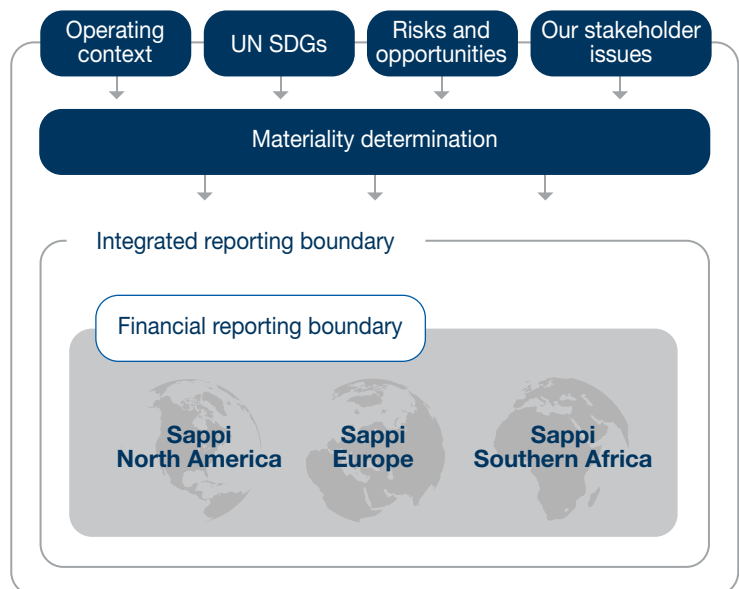 Operating
context
UN SDGs
Risks and
opportunities
Our stakeholder
issues
Materiality determination
Integrated reporting boundary
Financial reporting boundary
Sappi
North America
Sappi
Europe
Sappi
Southern Africa